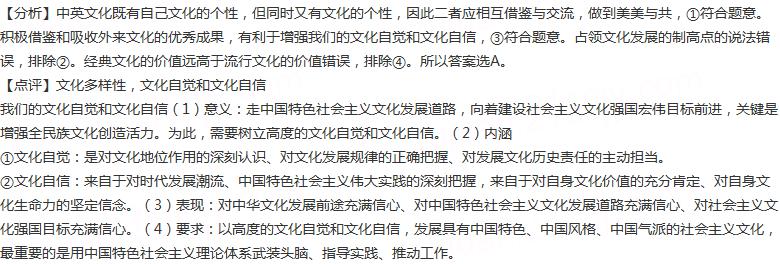 【分析】中英文化既有自己文化的个性，但同时又有文化的个性，因此二者应相互借鉴与交流，做到美美与共，①符合题意。
积极借鉴和吸收外来文化的优秀成果，有利于增强我们的文化自觉和文化自信，③符合题意。占领文化发展的制高点的说法错
误，排除②。经典文化的价值远高于流行文化的价值错误，排除④。所以答案选A。
【点评】文化多样性，文化自觉和文化自信
我们的文化自觉和文化自信（1）意义：走中国特色社会主义文化发展道路，向着建设社会主义文化强国宏伟目标前进，关键是
增强全民族文化创造活力。为此，需要树立高度的文化自觉和文化自信。（2）内涵
①文化自觉：是对文化地位作用的深刻认识、对文化发展规律的正确把握、对发展文化历史责任的主动担当。
②文化自信：来自于对时代发展潮流、中国特色社会主义伟大实践的深刻把握，来自于对自身文化价值的充分肯定、对自身文
化生命力的坚定信念。（3）表现：对中华文化发展前途充满信心、对中国特色社会主义文化发展道路充满信心、对社会主义文
化强国目标充满信心。（4）要求：以高度的文化自觉和文化自信，发展具有中国特色、中国风格、中国气派的社会主义文化，
最重要的是用中国特色社会主义理论体系武装头脑、指导实践、推动工作。